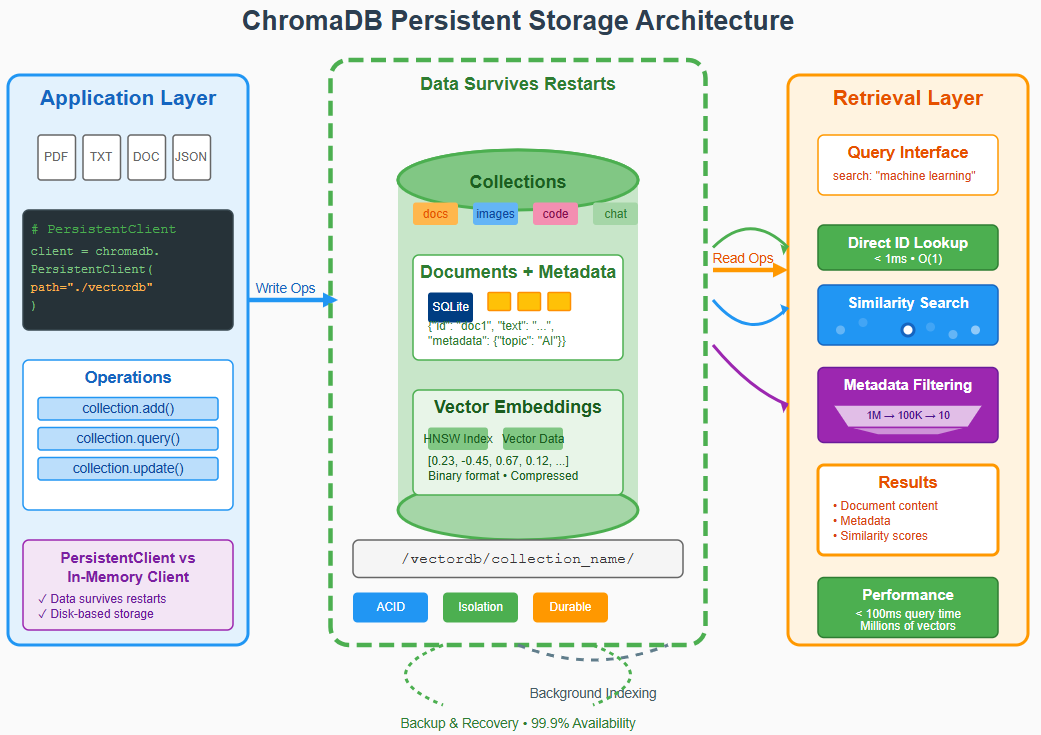 ChromaDB Persistent Storage Architecture
Application Layer
PDF
TXT
DOC
JSON
# PersistentClient
client = chromadb.
PersistentClient(
path="./vectordb"
)
Operations
collection.add()
collection.query()
collection.update()
PersistentClient vs
In-Memory Client
✓ Data survives restarts
✓ Disk-based storage
Write Ops
Data Survives Restarts
Collections
docs
images
code
chat
Documents + Metadata
SQLite
{"id": "doc1", "text": "...",
"metadata": {"topic": "AI"}}
Vector Embeddings
HNSW Index
Vector Data
[0.23, -0.45, 0.67, 0.12, ...]
Binary format • Compressed
/vectordb/collection_name/
ACID
Isolation
Durable
Background Indexing
Backup & Recovery • 99.9% Availability
Read Ops
Retrieval Layer
Query Interface
search: "machine learning"
Direct ID Lookup
< 1ms • O(1)
Similarity Search
Metadata Filtering
1M → 100K → 10
Results
• Document content
• Metadata
• Similarity scores
Performance
< 100ms query time
Millions of vectors